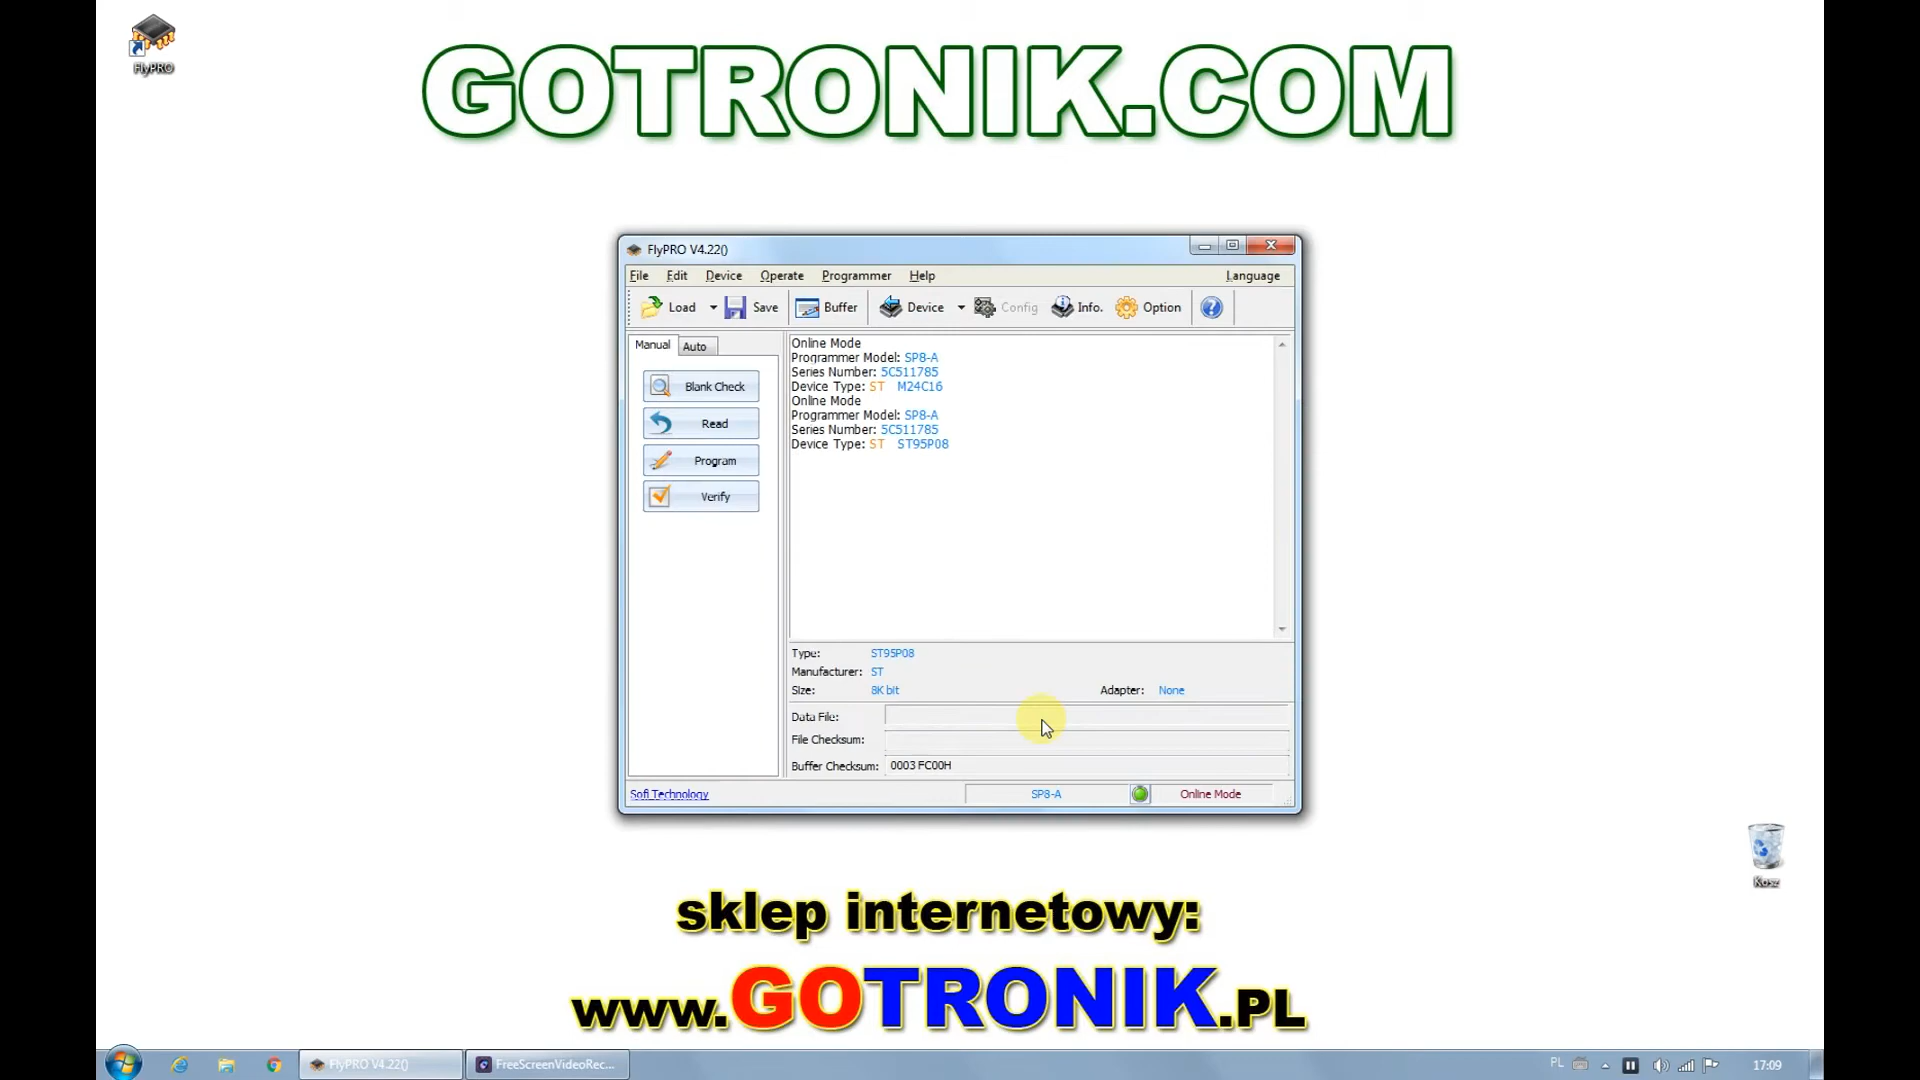 FlyPRO
GOTRONIK.COM
FlyPRO V4.22()
File Edit Device Operate Programmer Help Language
Load Save Buffer Device Config Info. Option
Manual Auto
Blank Check
Read
Program
Verify
Online Mode
Programmer Model: SP8-A
Series Number: 5C511785
Device Type: ST M24C16
Online Mode
Programmer Model: SP8-A
Series Number: 5C511785
Device Type: ST ST95P08
Type: ST95P08
Manufacturer: ST
Size: 8K bit Adapter: None
Data File:
File Checksum:
Buffer Checksum: 0003 FC00H
Sofi Technology SP8-A Online Mode
Kosz
sklep internetowy:
www.GOTRONIK.PL
FlyPRO V4.22() FreeScreenVideoRec... PL 17:09